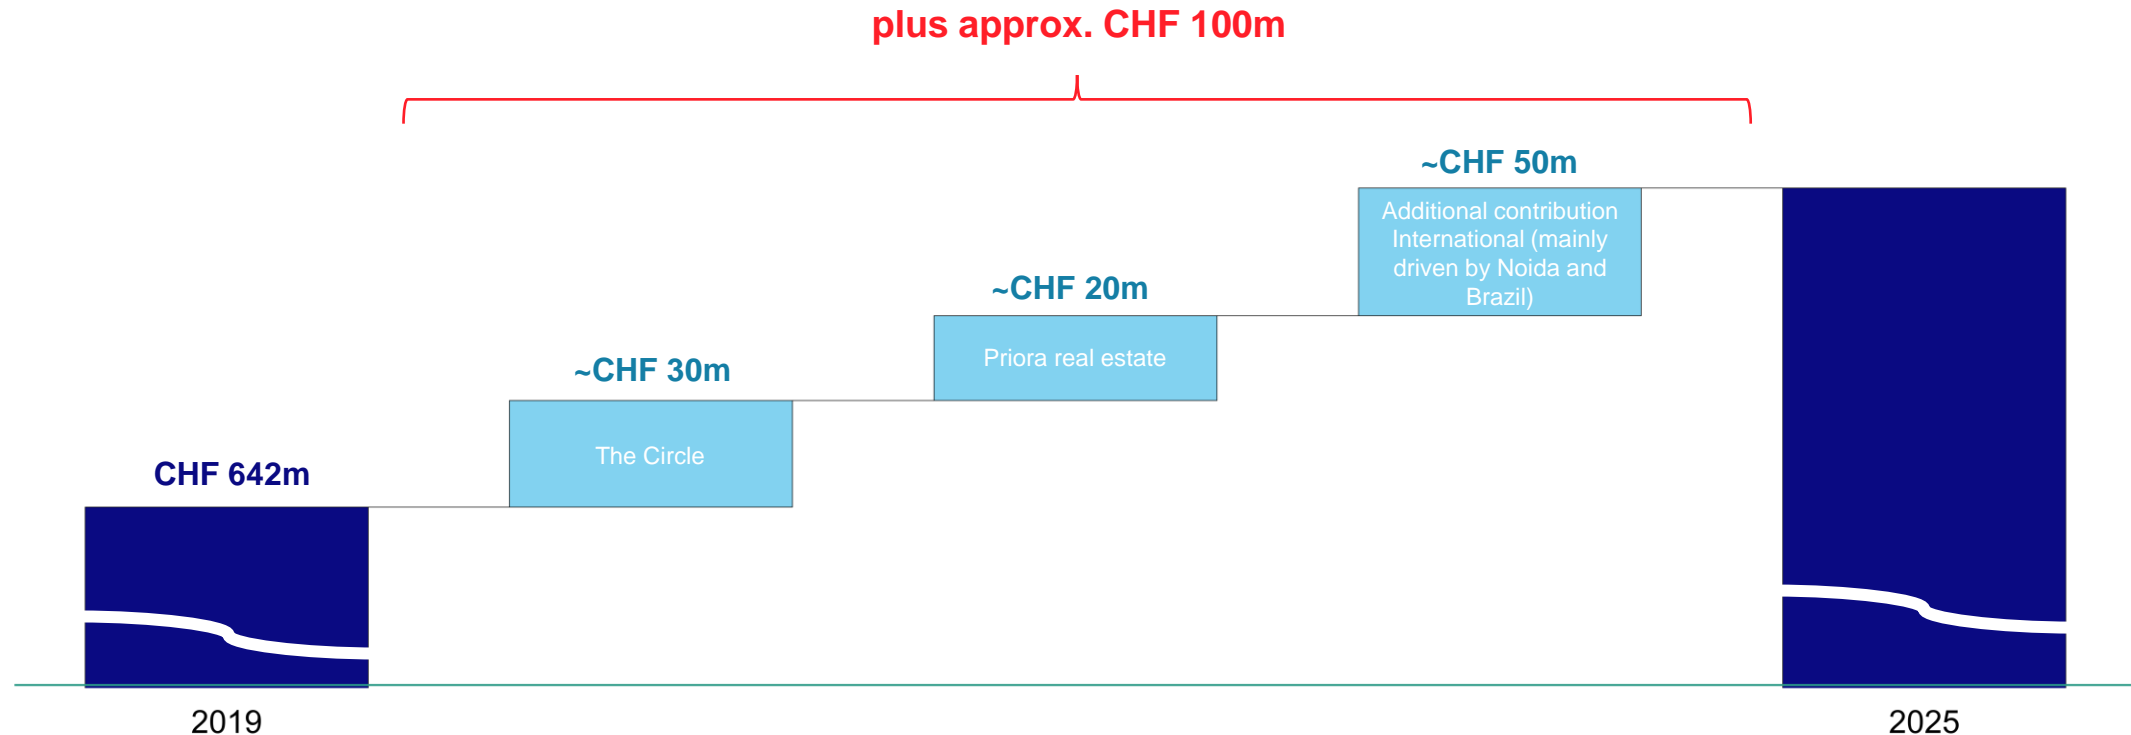 plus approx. CHF 100m
~CHF 50m
Additional contribution
International (mainly
driven by Noida and
Brazil)
~CHF 20m
Priora real estate
~CHF 30m
The Circle
CHF 642m
2019
2025